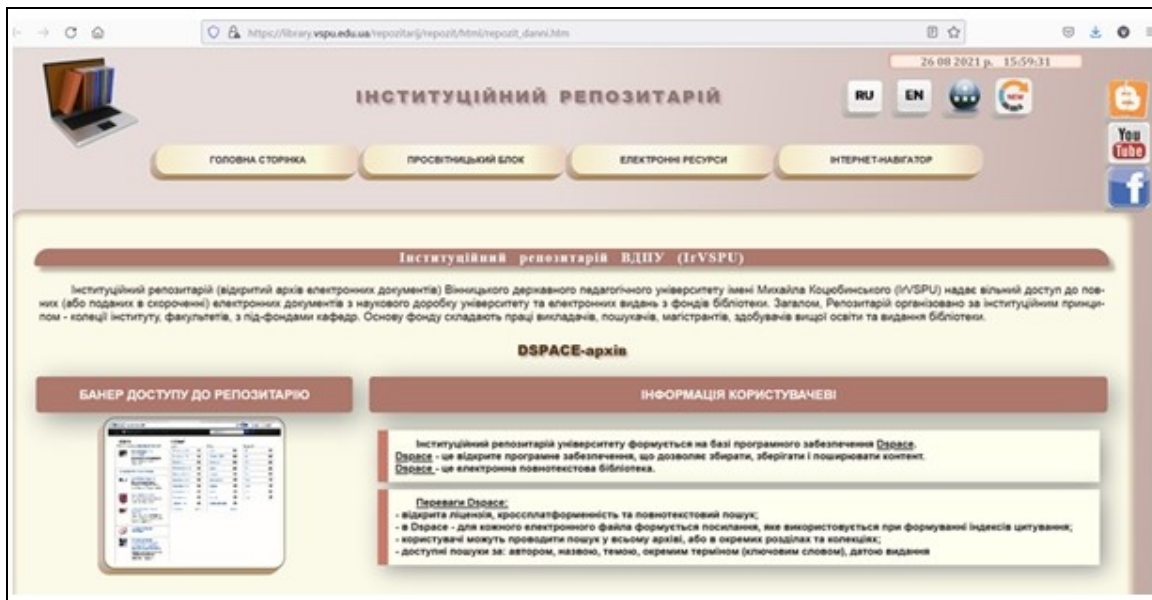 https://library.vspu.edu.ua/repozitarij/repozit/html/repozit_danni.htm
26 08 2021 р. 15:59:31
ІНСТИТУЦІЙНИЙ РЕПОЗИТАРІЙ
RU EN NEW
You
Tube
ГОЛОВНА СТОРІНКА ПРОСВІТНИЦЬКИЙ БЛОК ЕЛЕКТРОННІ РЕСУРСИ ІНТЕРНЕТ-НАВІГАТОР
Інституційний репозитарій ВДПУ (IrVSPU)
Інституційний репозитарій (відкритий архів електронних документів) Вінницького державного педагогічного університету імені Михайла Коцюбинського (IrVSPU) надає вільний доступ до пов-
них (або поданих в скороченні) електронних документів з наукового доробку університету та електронних видань з фондів бібліотеки. Загалом, Репозитарій організовано за інституційним принци-
пом - колеції інституту, факультетів, з під-фондами кафедр. Основу фонду складають праці викладачів, пошукачів, магістрантів, здобувачів вищої освіти та видання бібліотеки.
DSPACE-архів
БАНЕР ДОСТУПУ ДО РЕПОЗИТАРІЮ
ІНФОРМАЦІЯ КОРИСТУВАЧЕВІ
Інституційний репозитарій університету формується на базі програмного забезпечення Dspace.
Dspace - це відкрите програмне забезпечення, що дозволяє збирати, зберігати і поширювати контент.
Dspace - це електронна повнотекстова бібліотека.
Переваги Dspace:
- відкрита ліцензія, кроссплатформенність та повнотекстовий пошук;
- в Dspace - для кожного електронного файла формується посилання, яке використовується при формуванні індексів цитування;
- користувачі можуть проводити пошук у всьому архіві, або в окремих розділах та колекціях;
- доступні пошуки за: автором, назвою, темою, окремим терміном (ключовим словом), датою видання